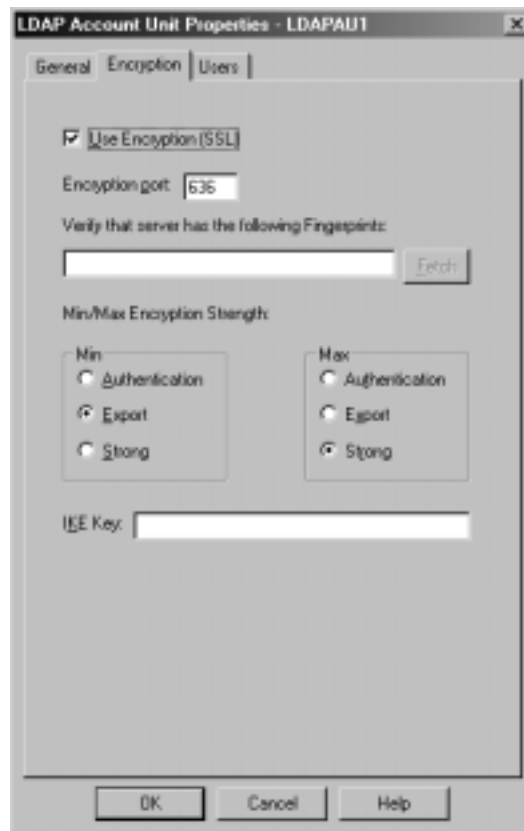 LDAP Account Unit Properties - LDAPAU1
General Encryption Users
Use Encryption (SSL)
Encryption port: 636
Verify that server has the following Fingerprints:
Fetch
Min/Max Encryption Strength:
Min Max
Authentication Authentication
Export Export
Strong Strong
IKE Key:
OK Cancel Help